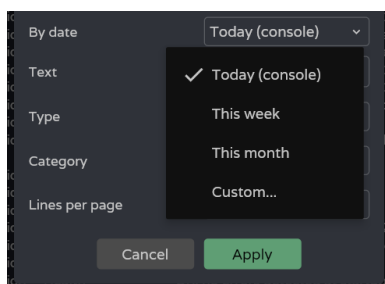 By date
Today (console)
Text
Today (console)
Type
This week
Category
This month
Lines per page
Custom...
Cancel
Apply